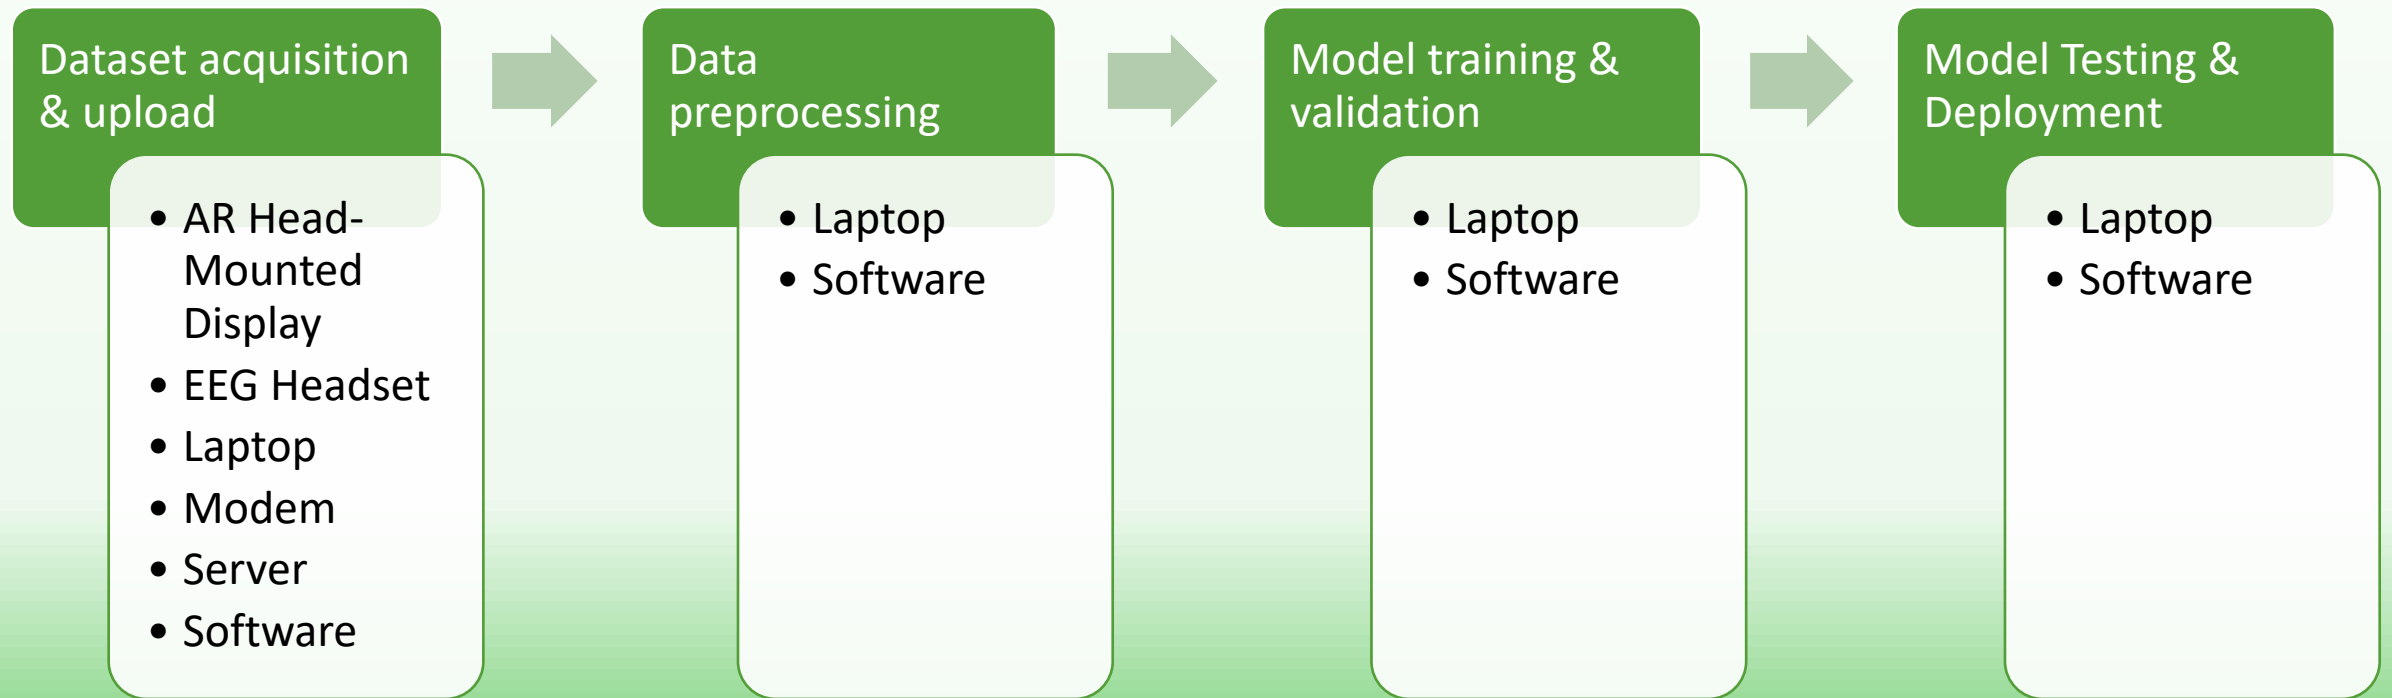 Dataset acquisition
& upload
• AR Head-
Mounted
Display
• EEG Headset
• Laptop
• Modem
• Server
• Software
Data
preprocessing
• Laptop
• Software
Model training &
validation
• Laptop
• Software
Model Testing &
Deployment
• Laptop
• Software